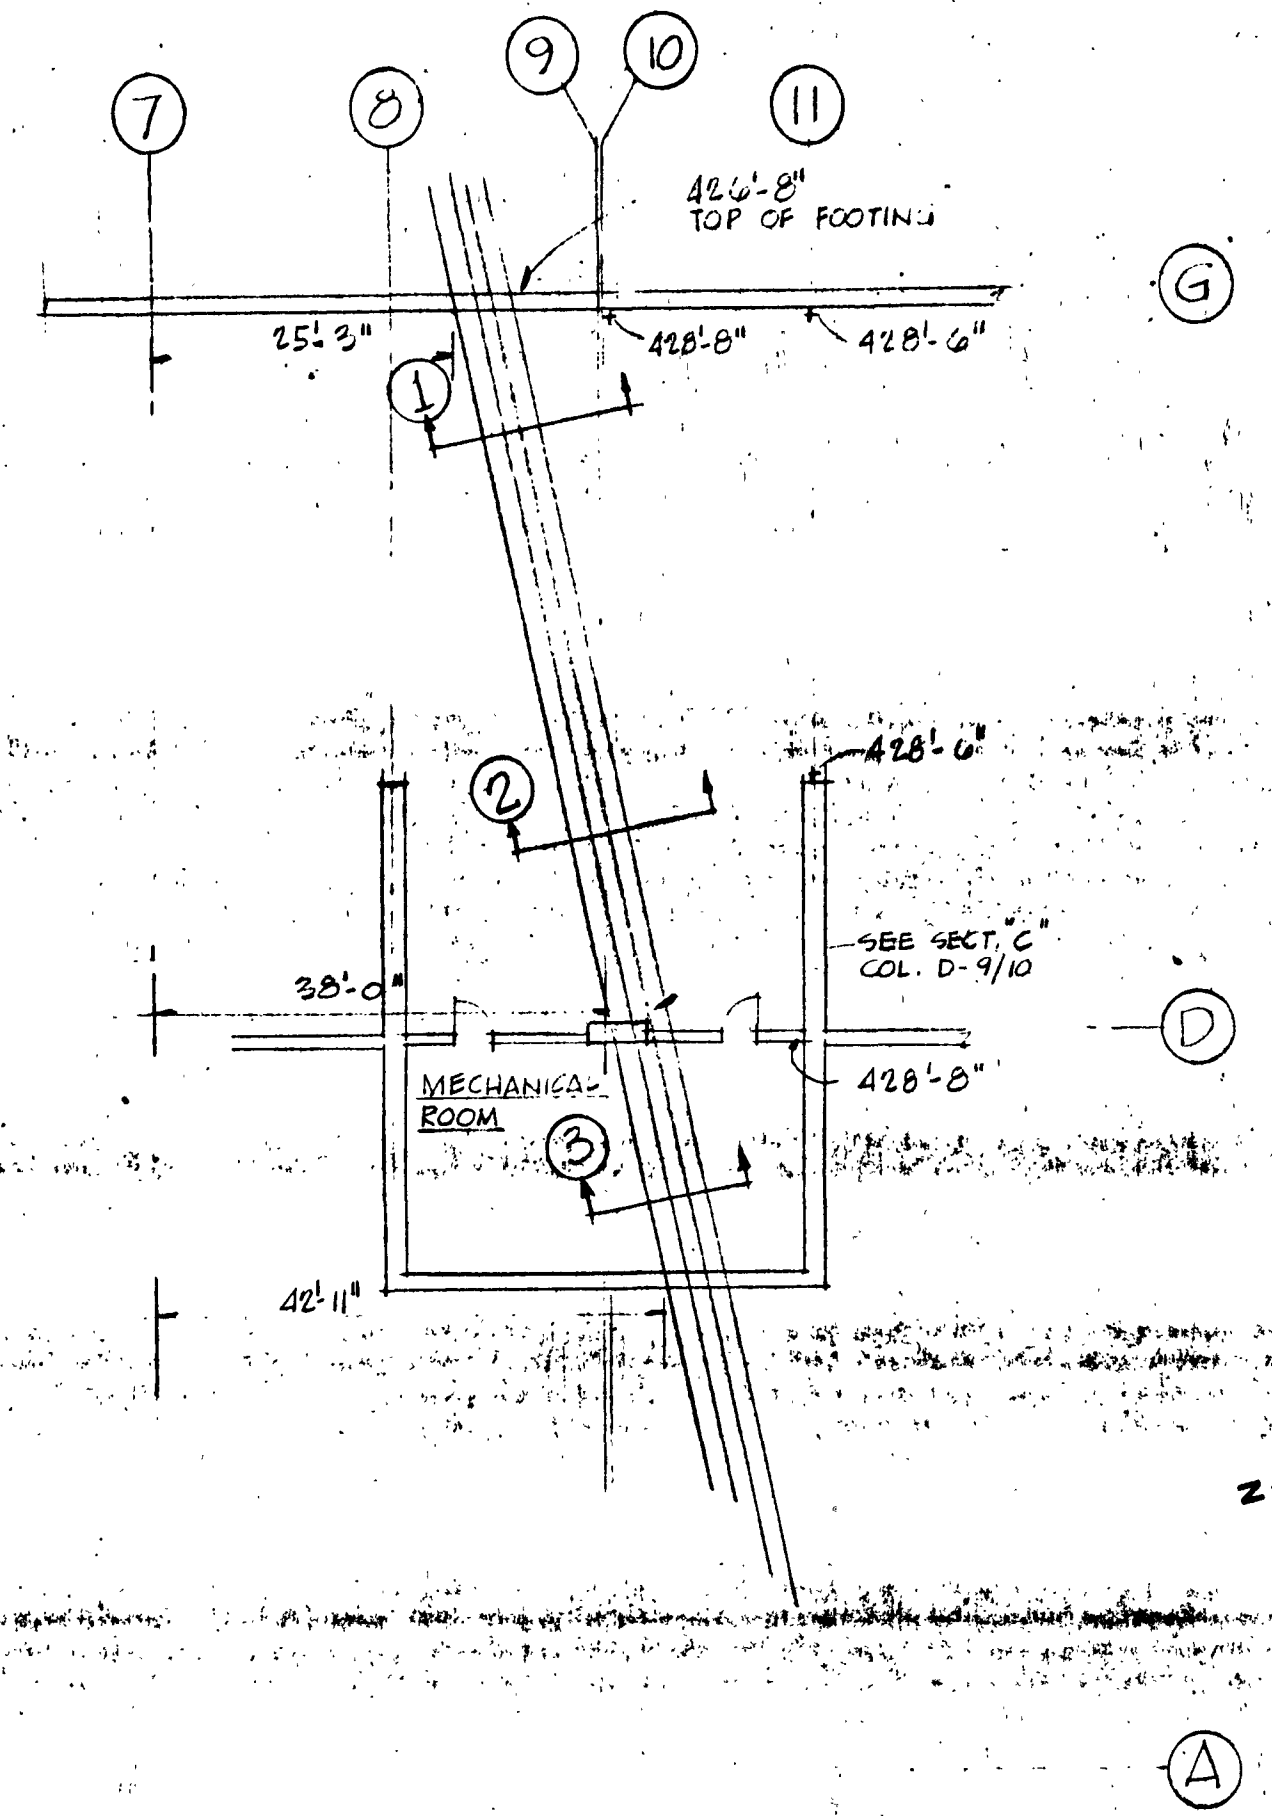 9
10
7
8
11
426'-8"
TOP OF FOOTING
G
25'-3"
428'-8"
428'-6"
1
428'-6"
2
SEE SECT. "C"
COL. D-9/10
38'-0"
D
MECHANICAL
ROOM
428'-8"
3
42'-11"
A